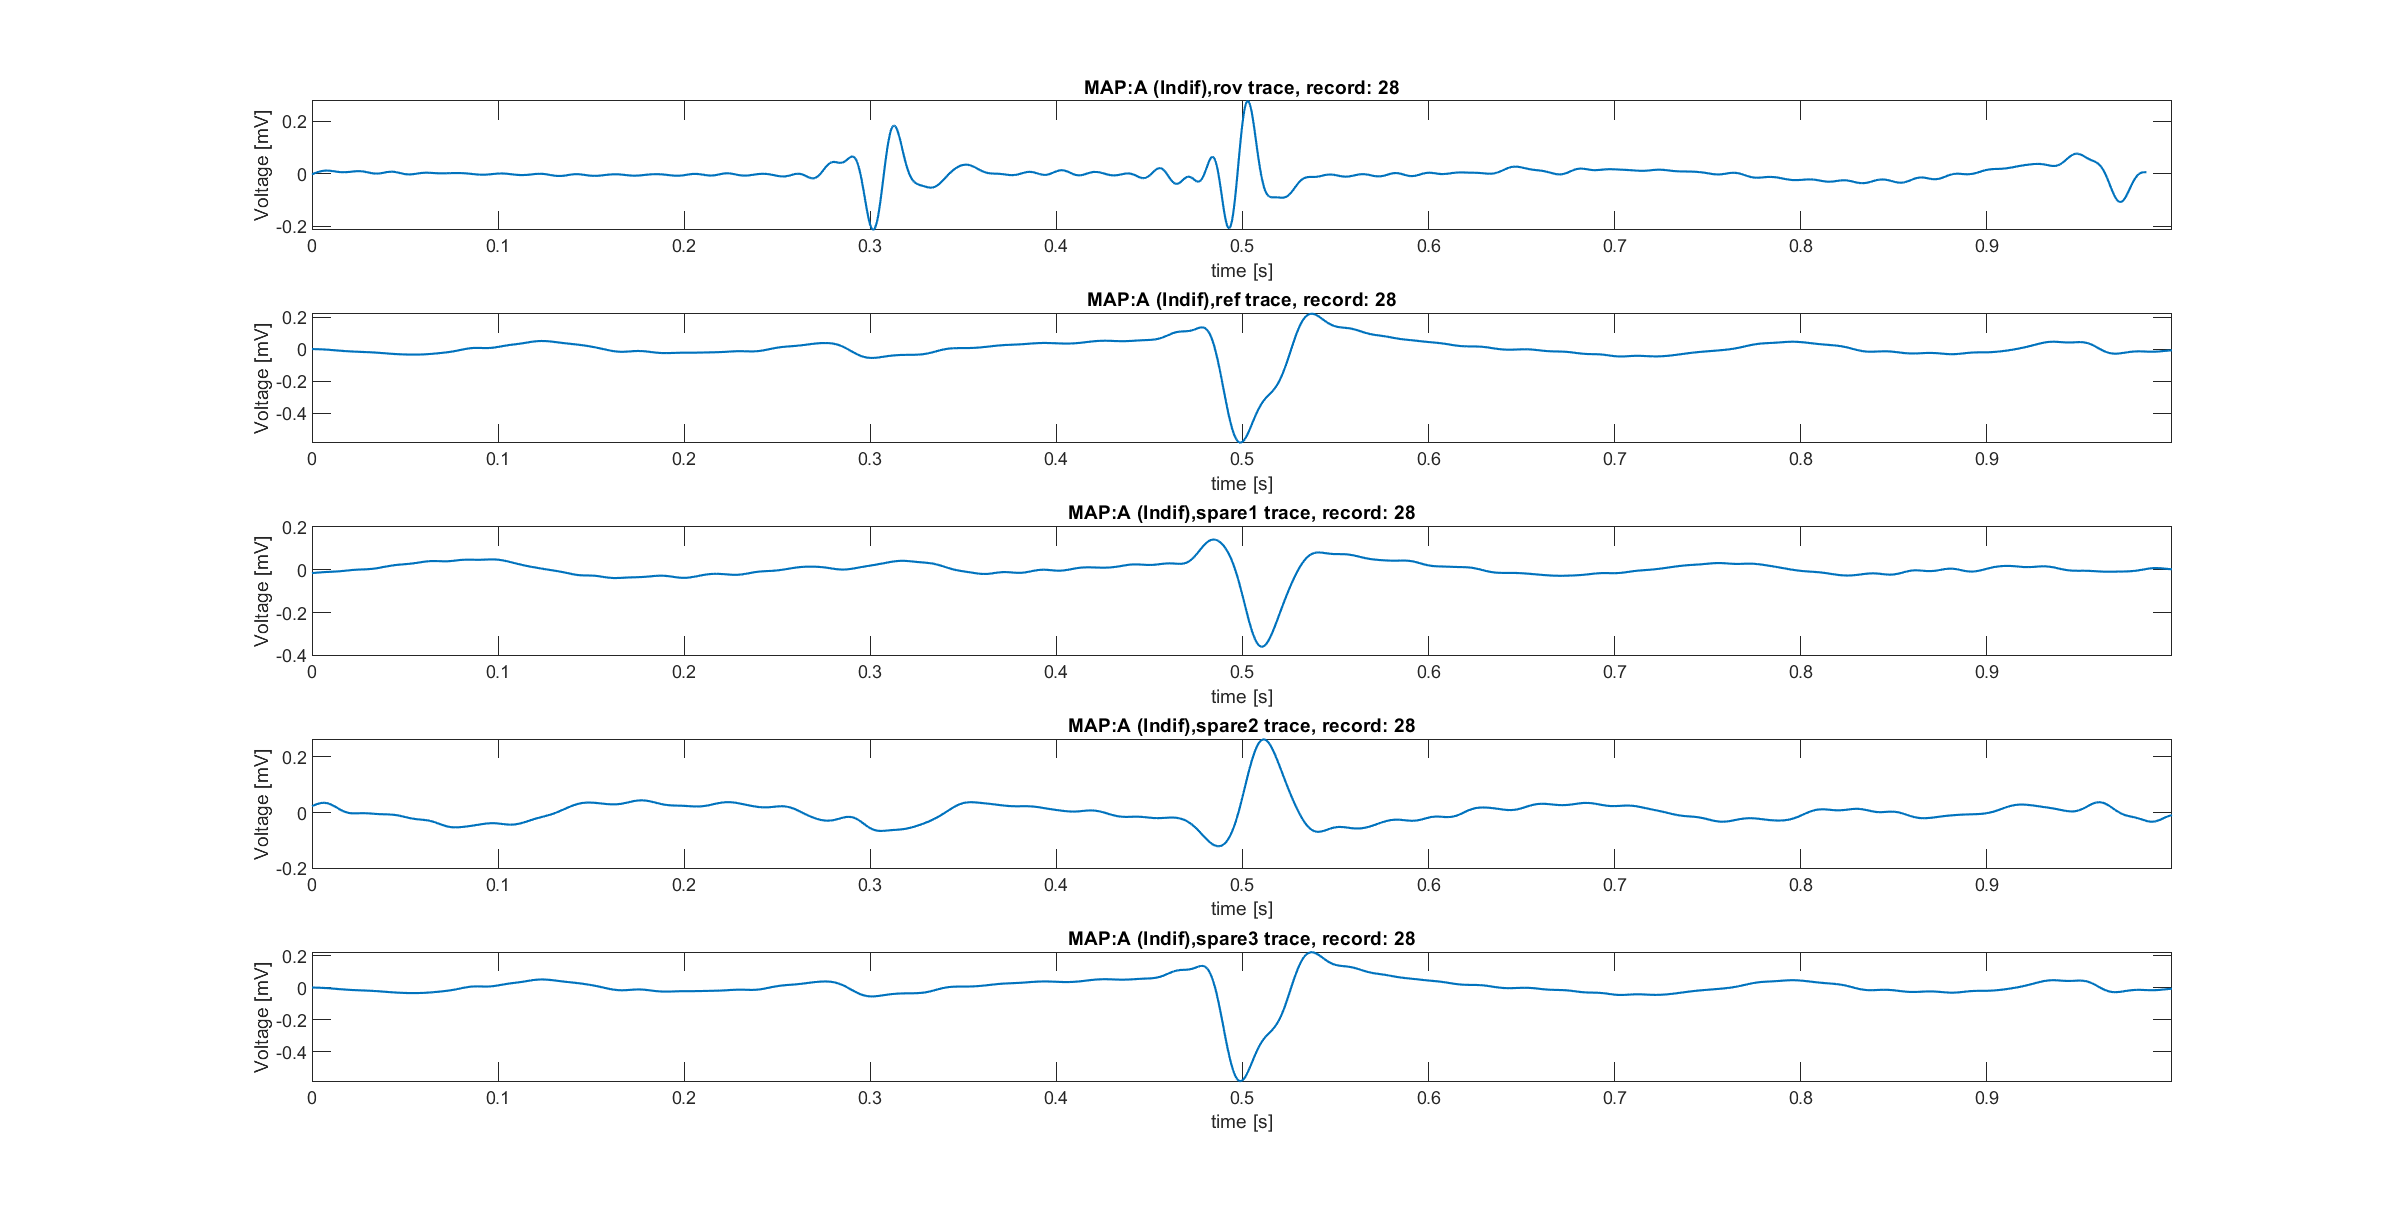 MAP:A (Indif),rov trace, record: 28
Voltage [mV]
0.2
0
-0.2
0 0.1 0.2 0.3 0.4 0.5 0.6 0.7 0.8 0.9
time [s]
MAP:A (Indif),ref trace, record: 28
Voltage [mV]
0.2
0
-0.2
-0.4
0 0.1 0.2 0.3 0.4 0.5 0.6 0.7 0.8 0.9
time [s]
MAP:A (Indif),spare1 trace, record: 28
Voltage [mV]
0.2
0
-0.2
-0.4
0 0.1 0.2 0.3 0.4 0.5 0.6 0.7 0.8 0.9
time [s]
MAP:A (Indif),spare2 trace, record: 28
Voltage [mV]
0.2
0
-0.2
0 0.1 0.2 0.3 0.4 0.5 0.6 0.7 0.8 0.9
time [s]
MAP:A (Indif),spare3 trace, record: 28
Voltage [mV]
0.2
0
-0.2
-0.4
0 0.1 0.2 0.3 0.4 0.5 0.6 0.7 0.8 0.9
time [s]